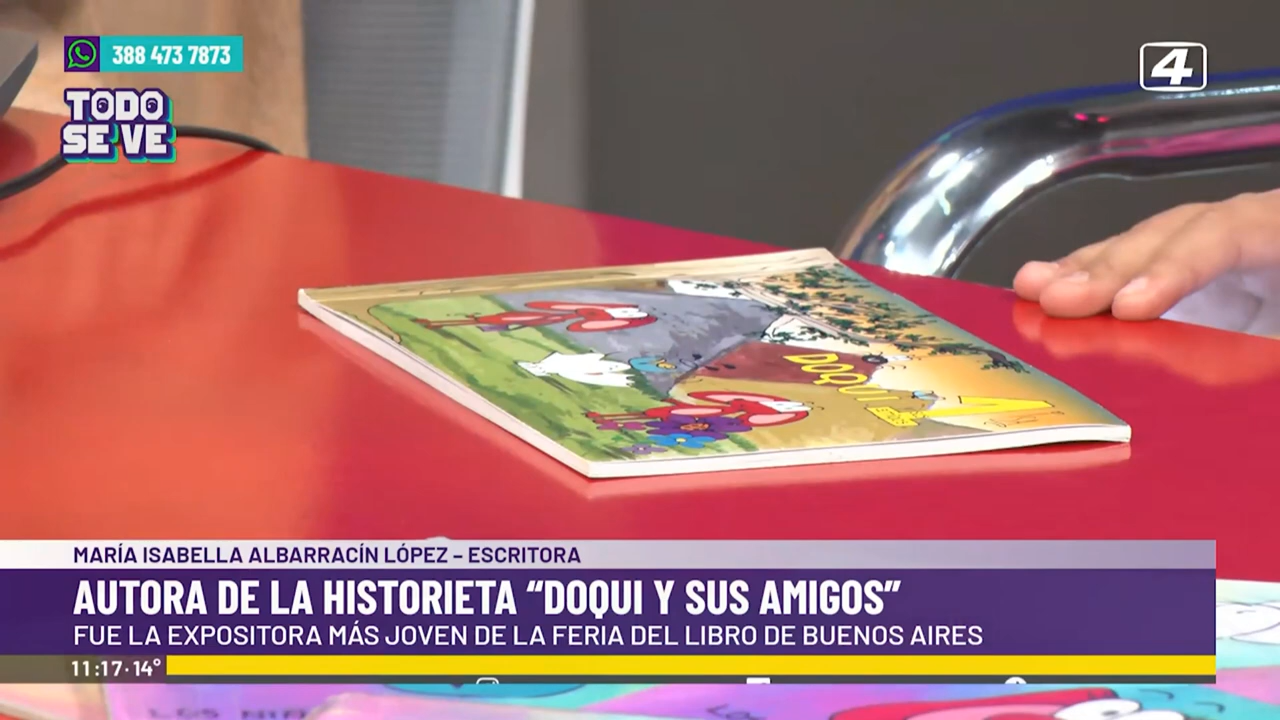 388 473 7873
4
TODO
SE VE
DOQUI
MARÍA ISABELLA ALBARRACÍN LÓPEZ – ESCRITORA
AUTORA DE LA HISTORIETA “DOQUI Y SUS AMIGOS”
FUE LA EXPOSITORA MÁS JOVEN DE LA FERIA DEL LIBRO DE BUENOS AIRES
11:17·14°